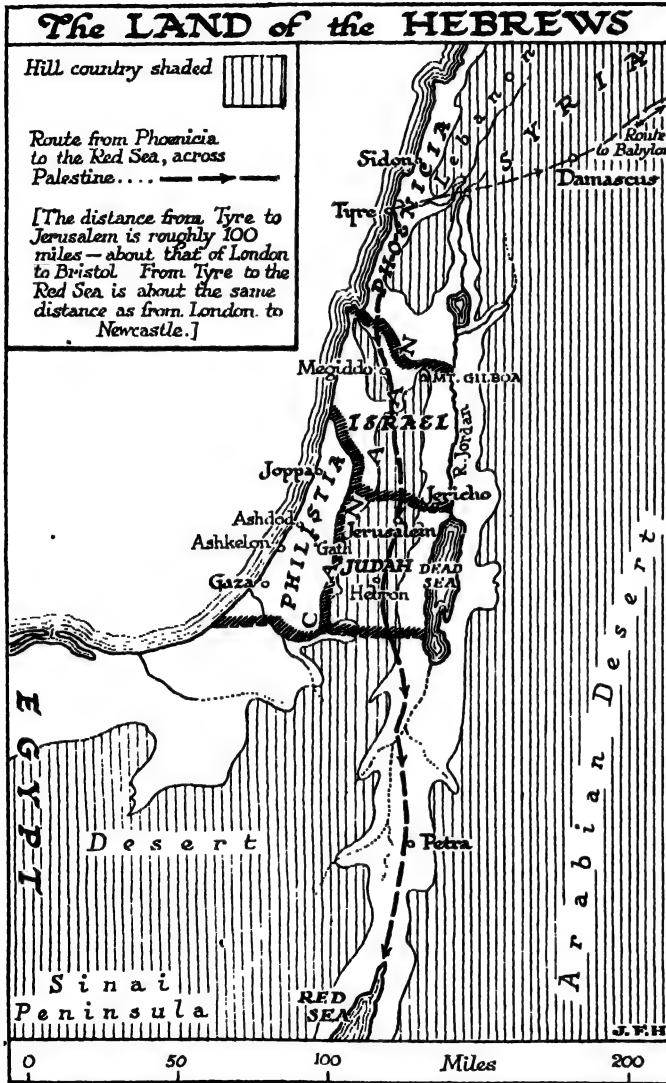 The LAND of the HEBREWS
Hill country shaded
Route from Phoenicia
to the Red Sea, across
Palestine....
[The distance from Tyre to
Jerusalem is roughly 100
miles — about that of London
to Bristol From Tyre to the
Red Sea is about the same
distance as from London to
Newcastle.]
SYRIA
Lebanon
Route
to Babylon
Sidon
PHOENICIA
Damascus
Tyre
Megiddo
MT. GILBOA
CANAAN
ISRAEL
R. Jordan
Joppa
PHILISTIA
Jericho
Ashdod
Jerusalem
Ashkelon
Gath
JUDAH
DEAD
SEA
Gaza
Hebron
EGYPT
Desert
Arabian Desert
Petra
Sinai
Peninsula
RED
SEA
J.F.H
0 50 100 Miles 200